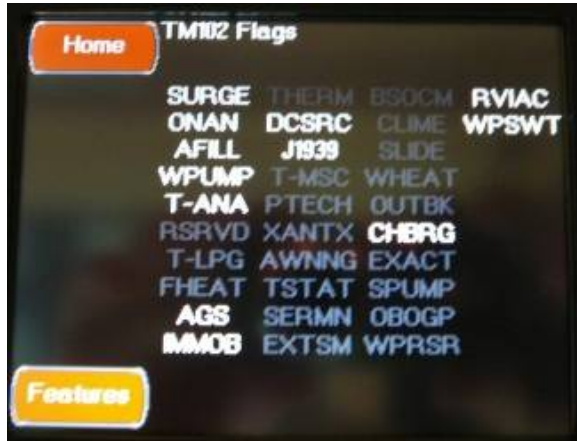 Home
TM102 Flags
SURGE THERM BSOCM RVIAC
ONAN DCSRC CLIME WPSWT
AFILL J1939 SLIDE
WPUMP T-MSC WHEAT
T-ANA PTECH OUTBK
RSRVD XANTX CHBRG
T-LPG AWNNG EXACT
FHEAT TSTAT SPUMP
AGS SERMN OBOGP
IMMOB EXTSM WPRSR
Features